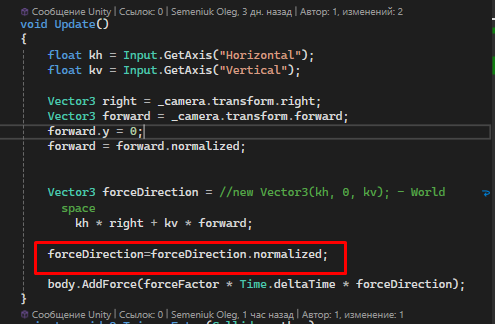 Сообщение Unity | Ссылок: 0 | Semeniuk Oleg, 3 дн. назад | Автор: 1, изменений: 2
void Update()
{
float kh = Input.GetAxis("Horizontal");
float kv = Input.GetAxis("Vertical");
Vector3 right = _camera.transform.right;
Vector3 forward = _camera.transform.forward;
forward.y = 0;
forward = forward.normalized;
Vector3 forceDirection = //new Vector3(kh, 0, kv); - World
space
kh * right + kv * forward;
forceDirection=forceDirection.normalized;
body.AddForce(forceFactor * Time.deltaTime * forceDirection);
}
Сообщение Unity | Ссылок: 0 | Semeniuk Oleg, 1 час назад | Автор: 1, изменение: 1